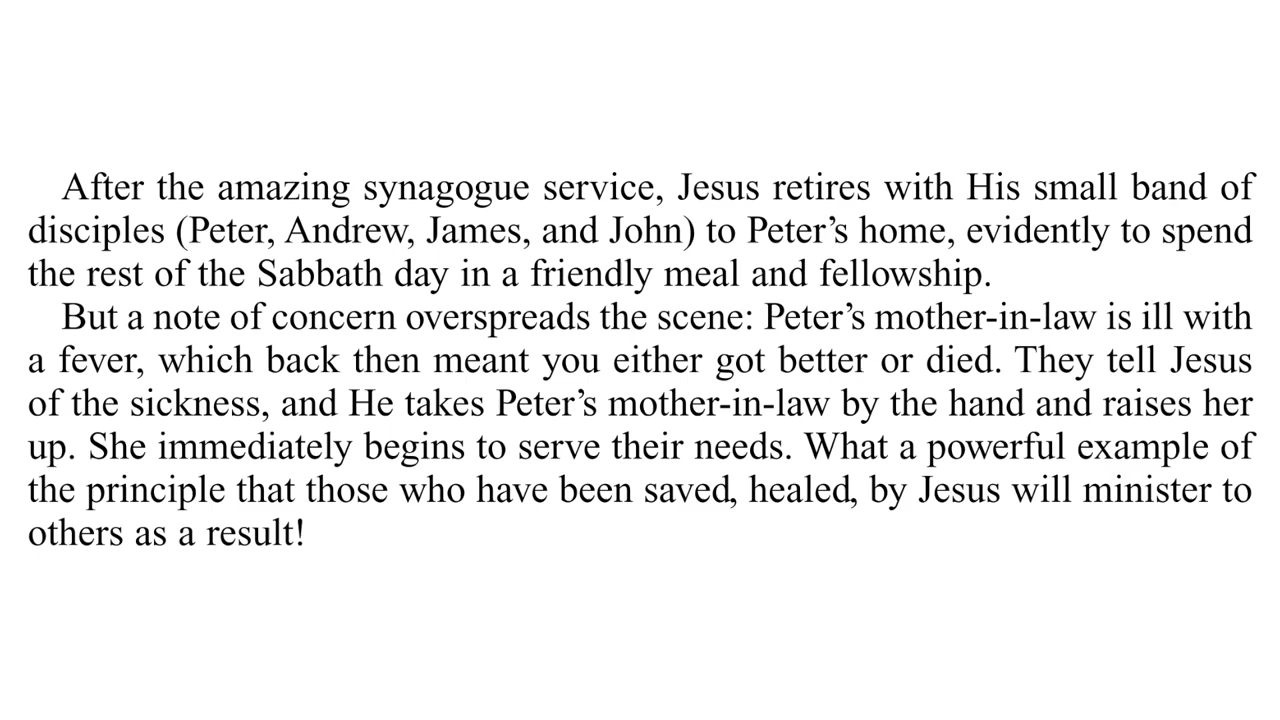 After the amazing synagogue service, Jesus retires with His small band of
disciples (Peter, Andrew, James, and John) to Peter’s home, evidently to spend
the rest of the Sabbath day in a friendly meal and fellowship.
But a note of concern overspreads the scene: Peter’s mother-in-law is ill with
a fever, which back then meant you either got better or died. They tell Jesus
of the sickness, and He takes Peter’s mother-in-law by the hand and raises her
up. She immediately begins to serve their needs. What a powerful example of
the principle that those who have been saved, healed, by Jesus will minister to
others as a result!